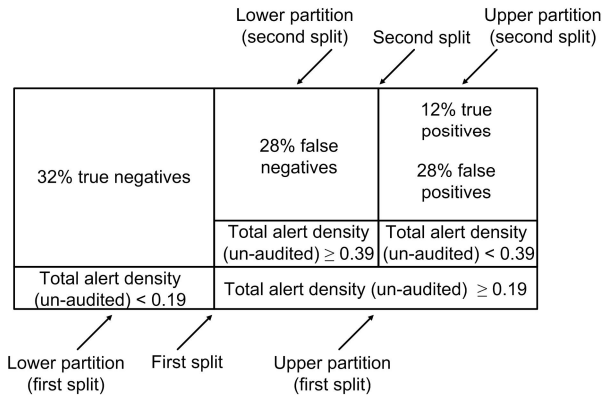 Lower partition
(second split)
Second split
Upper partition
(second split)
32% true negatives
28% false
negatives
12% true
positives
28% false
positives
Total alert density
(un-audited) ≥ 0.39
Total alert density
(un-audited) < 0.39
Total alert density
(un-audited) < 0.19
Total alert density (un-audited) ≥ 0.19
Lower partition
(first split)
First split
Upper partition
(first split)